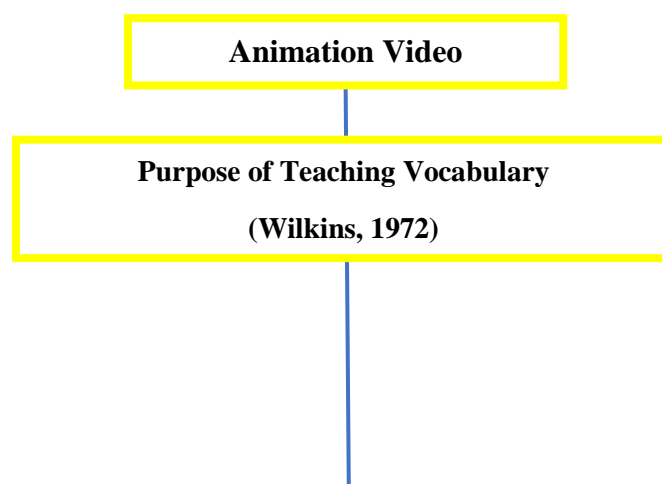 Animation Video
Purpose of Teaching Vocabulary
(Wilkins, 1972)